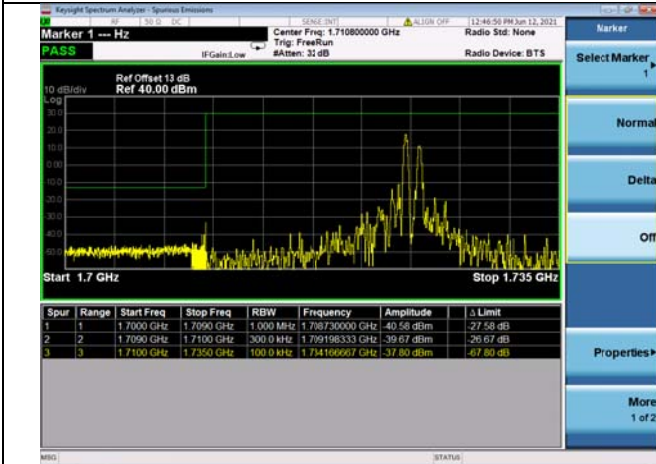 Keysight Spectrum Analyzer - Spurious Emissions
RF 50 Ω DC SENSE:INT ALIGN OFF 12:46:50 PM Jun 12, 2021
Marker 1 --- Hz
Center Freq: 1.710800000 GHz
Radio Std: None
Trig: FreeRun
PASS
IFGain:Low
#Atten: 32 dB
Radio Device: BTS
Ref Offset 13 dB
10 dB/div Ref 40.00 dBm
Log
30.0
20.0
10.0
0.00
-10.0
-20.0
-30.0
-40.0
-50.0
Start 1.7 GHz Stop 1.735 GHz
Spur Range Start Freq Stop Freq RBW Frequency Amplitude Δ Limit
1 1 1.7000 GHz 1.7090 GHz 1.000 MHz 1.708730000 GHz -40.58 dBm -27.58 dB
2 2 1.7090 GHz 1.7100 GHz 300.0 kHz 1.709198333 GHz -39.67 dBm -26.67 dB
3 3 1.7100 GHz 1.7350 GHz 100.0 kHz 1.714166667 GHz -37.80 dBm -67.80 dB
MSG STATUS
Marker
Select Marker
1
Normal
Delta
Off
Properties
More
1 of 2